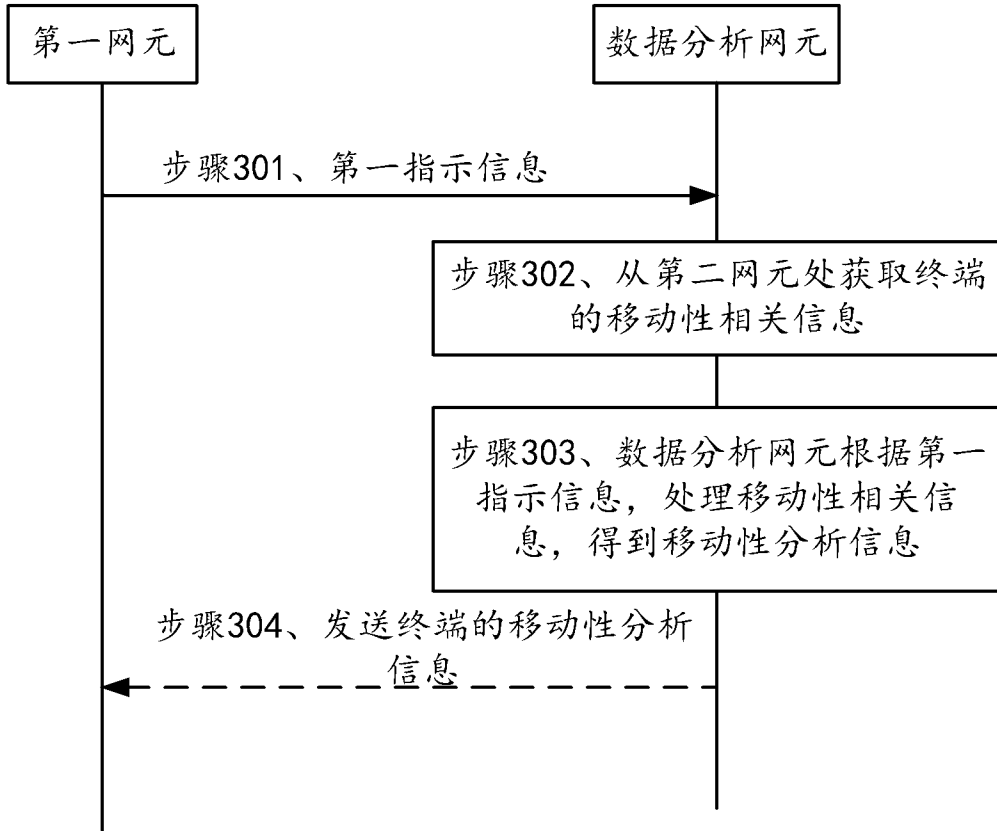 第一网元
数据分析网元
步骤301、第一指示信息
步骤302、从第二网元处获取终端
的移动性相关信息
步骤303、数据分析网元根据第一
指示信息，处理移动性相关信
息，得到移动性分析信息
步骤304、发送终端的移动性分析
信息